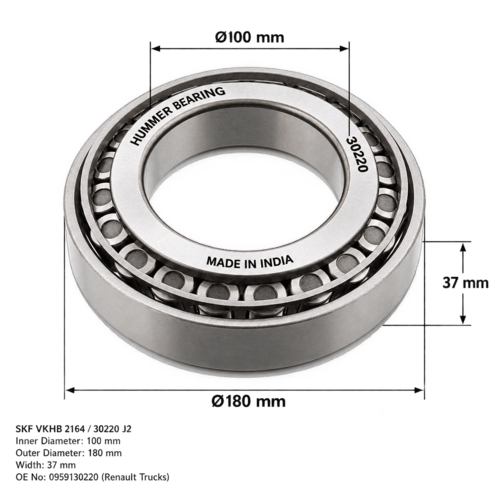 Ø100 mm
HUMMER BEARING
30220
MADE IN INDIA
37 mm
Ø180 mm
SKF VKHB 2164 / 30220 J2
Inner Diameter: 100 mm
Outer Diameter: 180 mm
Width: 37 mm
OE No: 0959130220 (Renault Trucks)